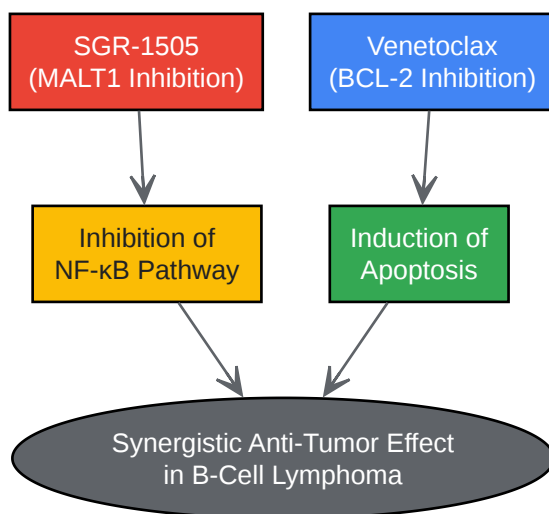 SGR-1505
(MALT1 Inhibition)
Venetoclax
(BCL-2 Inhibition)
Inhibition of
NF-κB Pathway
Induction of
Apoptosis
Synergistic Anti-Tumor Effect
in B-Cell Lymphoma